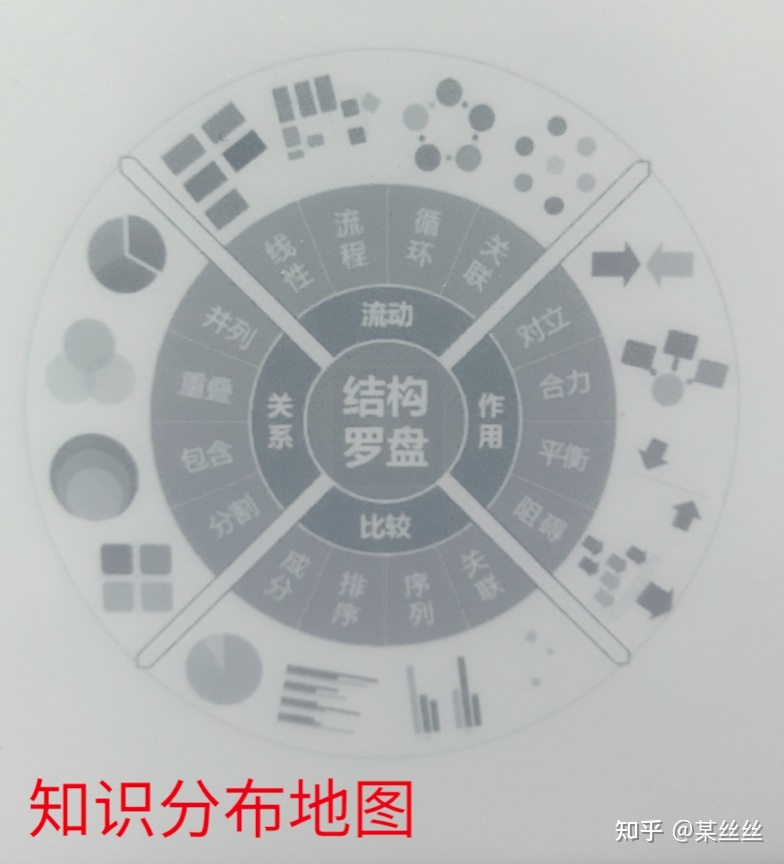 结构
罗盘
流动
线性
流程
循环
关联
作用
对立
合力
平衡
阻碍
比较
关联
序列
排序
成分
关系
分割
包含
重叠
并列
知识分布地图
知乎 @某丝丝